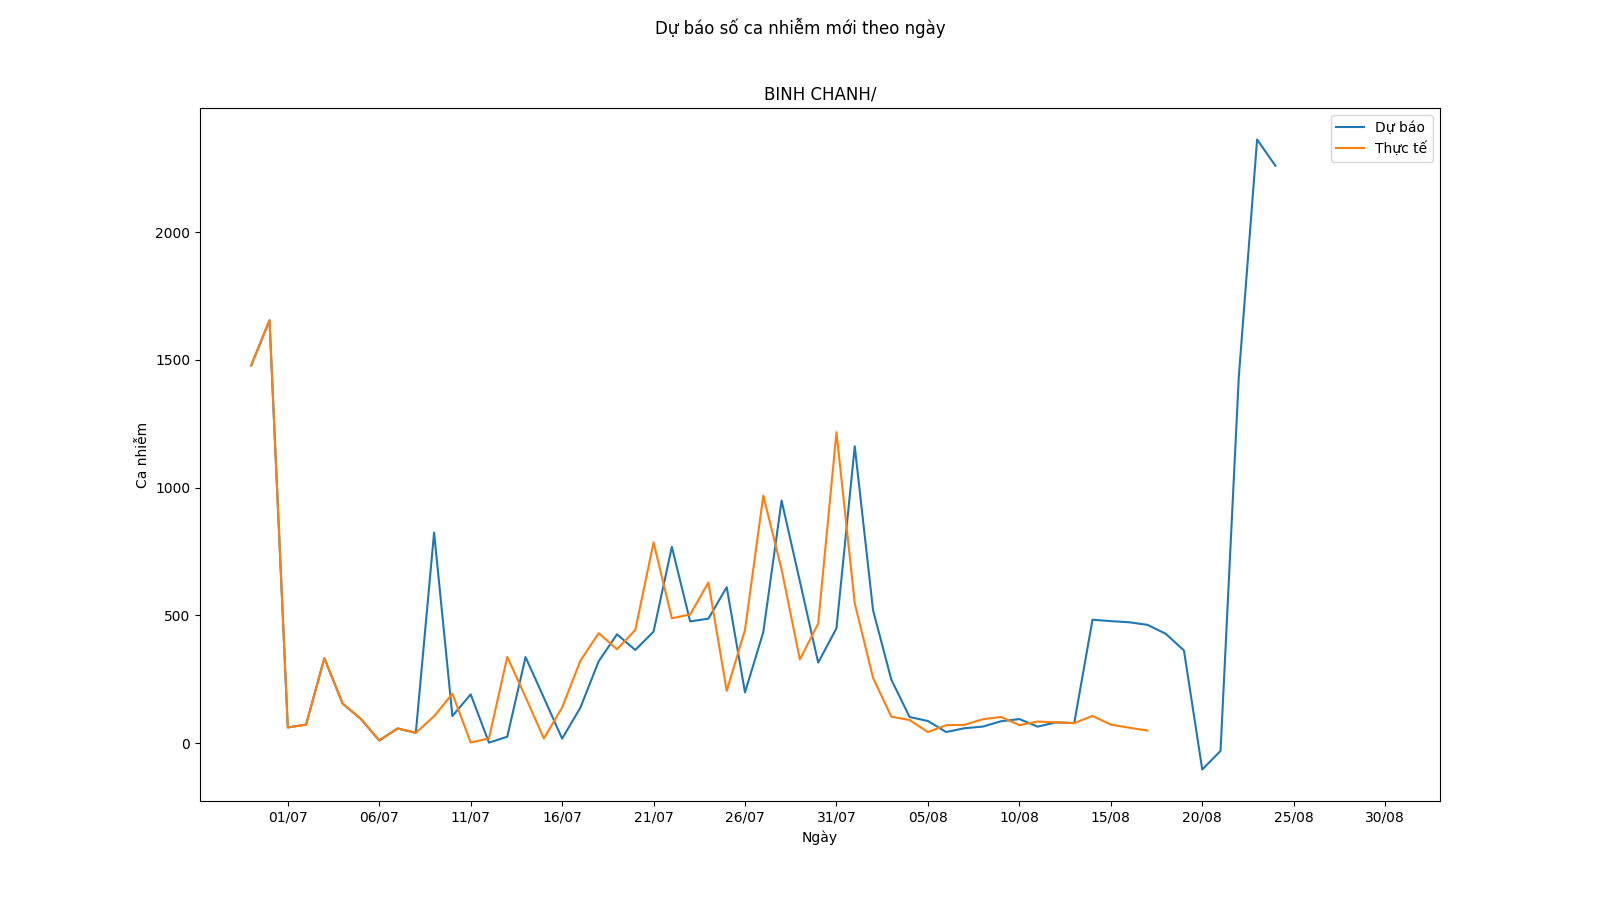 Dự báo số ca nhiễm mới theo ngày
BINH CHANH/
Dự báo
Thực tế
Ca nhiễm
2000
1500
1000
500
0
01/07 06/07 11/07 16/07 21/07 26/07 31/07 05/08 10/08 15/08 20/08 25/08 30/08
Ngày